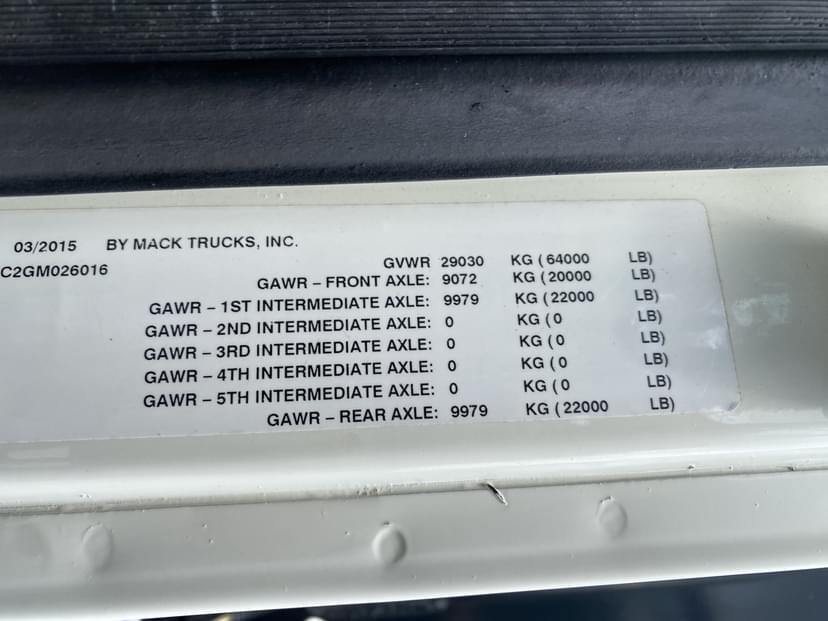 03/2015 BY MACK TRUCKS, INC.
C2GM026016
GVWR 29030 KG ( 64000 LB)
GAWR – FRONT AXLE: 9072 KG ( 20000 LB)
GAWR – 1ST INTERMEDIATE AXLE: 9979 KG ( 22000 LB)
GAWR – 2ND INTERMEDIATE AXLE: 0 KG ( 0 LB)
GAWR – 3RD INTERMEDIATE AXLE: 0 KG ( 0 LB)
GAWR – 4TH INTERMEDIATE AXLE: 0 KG ( 0 LB)
GAWR – 5TH INTERMEDIATE AXLE: 0 KG ( 0 LB)
GAWR – REAR AXLE: 9979 KG ( 22000 LB)